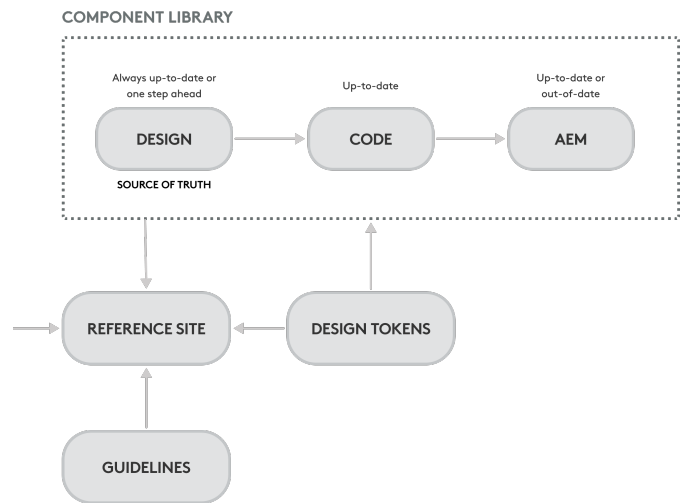 COMPONENT LIBRARY
Always up-to-date or
one step ahead
Up-to-date
Up-to-date or
out-of-date
DESIGN
CODE
AEM
SOURCE OF TRUTH
REFERENCE SITE
DESIGN TOKENS
GUIDELINES